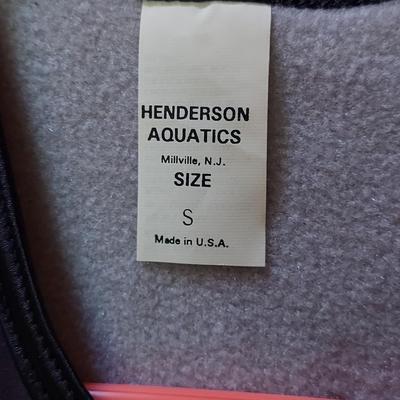 HENDERSON
AQUATICS
Millville, N.J.
SIZE
S
Made in U.S.A.